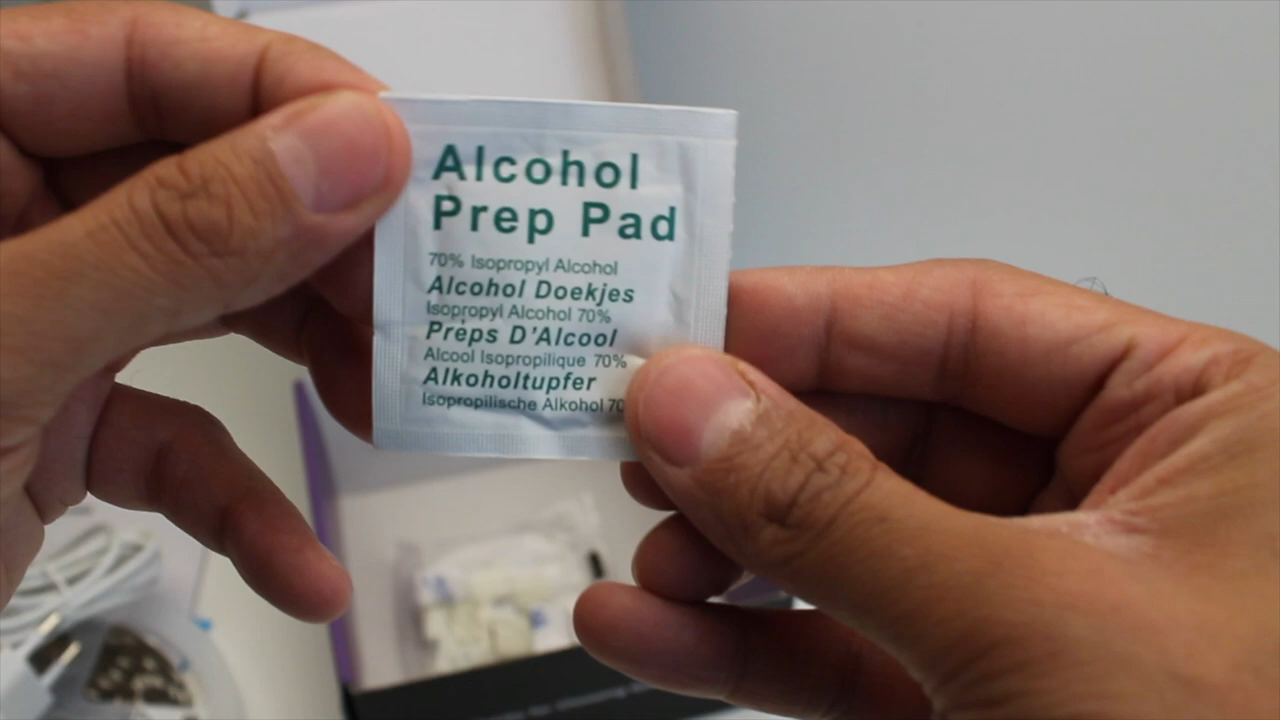 Alcohol
Prep Pad
70% Isopropyl Alcohol
Alcohol Doekjes
Isopropyl Alcohol 70%
Préps D'Alcool
Alcool Isopropilique 70%
Alkoholtupfer
Isopropilische Alkohol 70